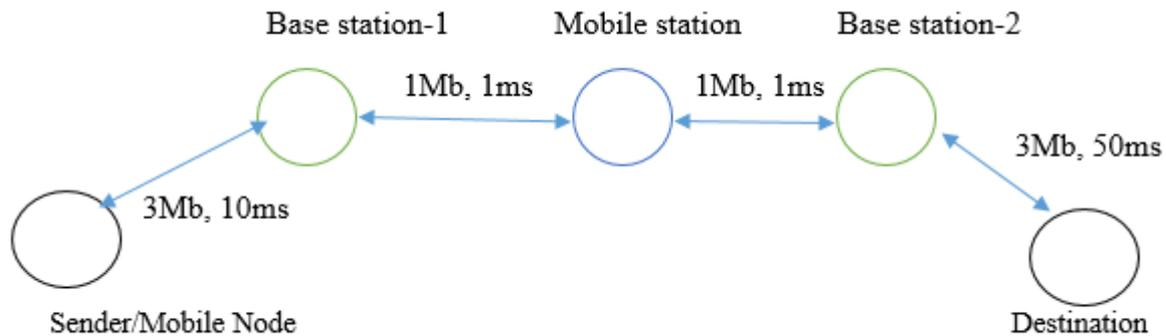 Base station-1
Mobile station
Base station-2
1Mb, 1ms
1Mb, 1ms
3Mb, 50ms
3Mb, 10ms
Sender/Mobile Node
Destination